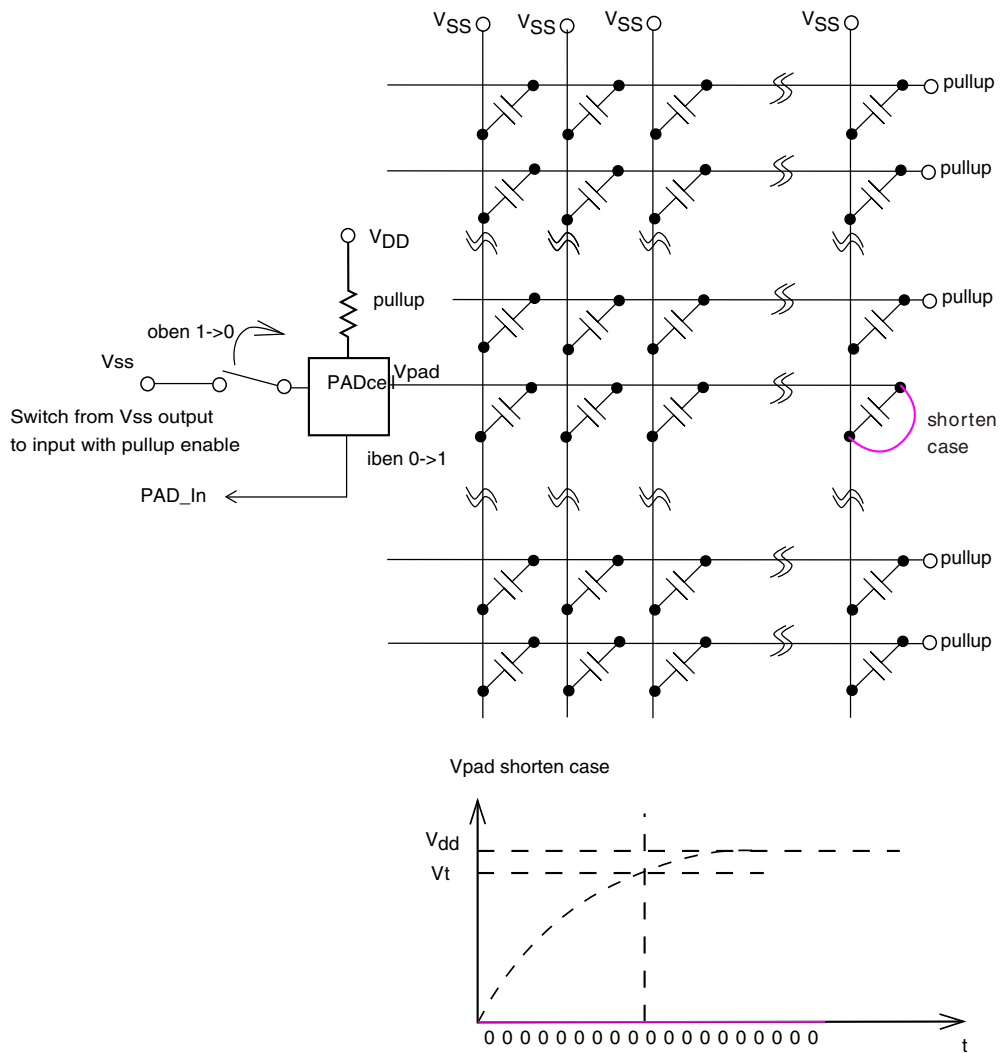 VSS VSS VSS VSS
pullup
pullup
VDD
pullup
pullup
oben 1->0
Vss
PADcell
Vpad
Switch from Vss output
to input with pullup enable
shorten
case
iben 0->1
PAD_In
pullup
pullup
Vpad shorten case
Vdd
Vt
0 0 0 0 0 0 0 0 0 0 0 0 0 0 0 0 0 0 0
t